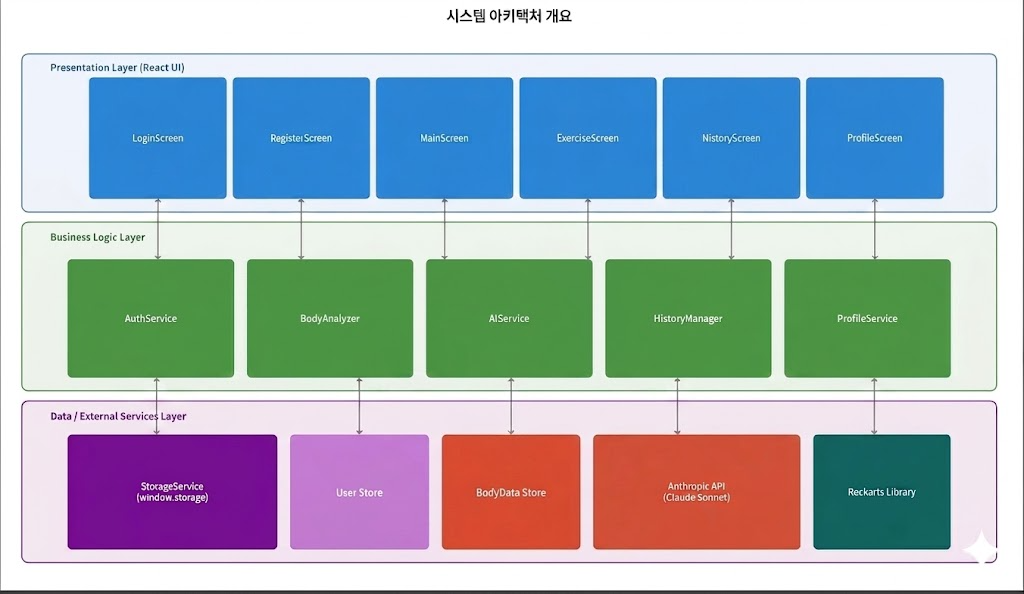 시스템 아키택처 개요
Presentation Layer (React UI)
LoginScreen
RegisterScreen
MainScreen
ExerciseScreen
NistoryScreen
ProfileScreen
Business Logic Layer
AuthService
BodyAnalyzer
AIService
HistoryManager
ProfileService
Data / External Services Layer
StorageService
(window.storage)
User Store
BodyData Store
Anthropic API
(Claude Sonnet)
Reckarts Library